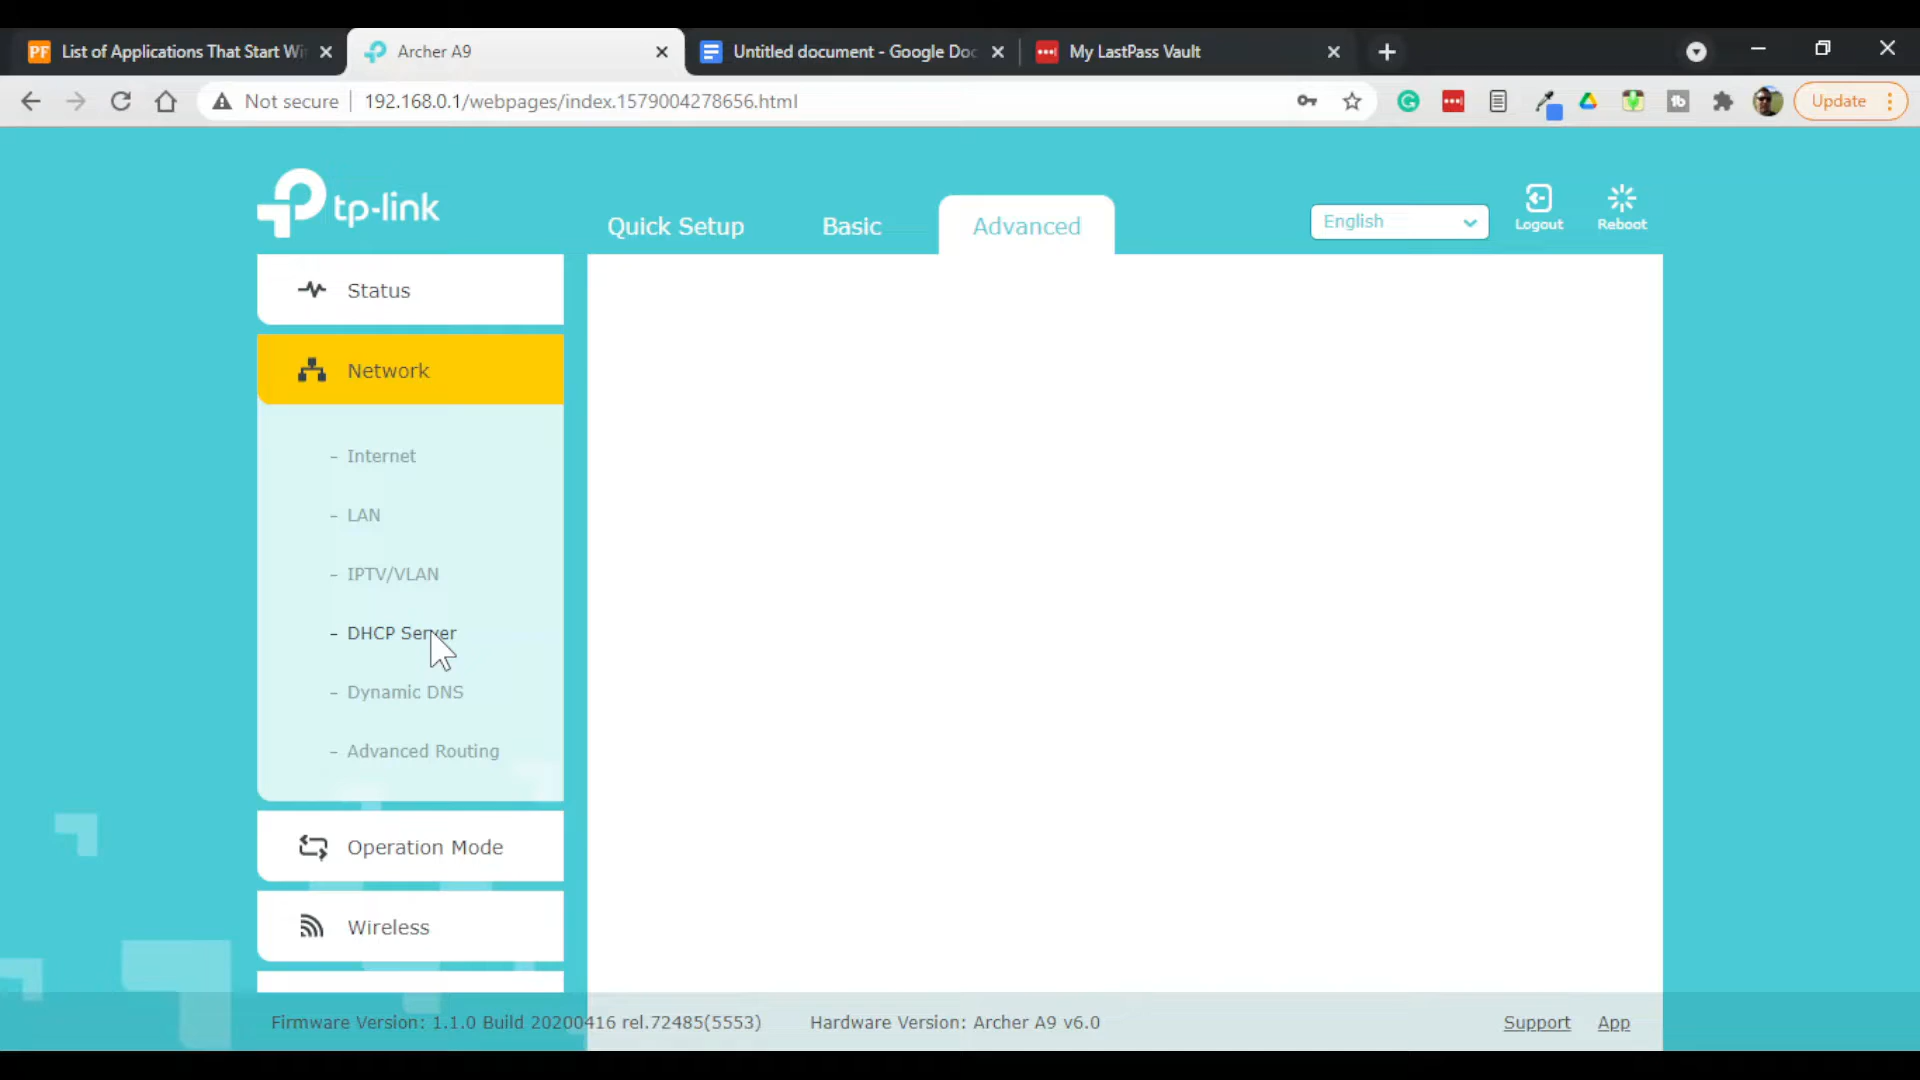 PF List of Applications That Start Wi
Archer A9
Untitled document - Google Doc
My LastPass Vault
Not secure
192.168.0.1/webpages/index.1579004278656.html
Update
tp-link
Quick Setup
Basic
Advanced
English
Logout
Reboot
Status
Network
- Internet
- LAN
- IPTV/VLAN
- DHCP Server
- Dynamic DNS
- Advanced Routing
Operation Mode
Wireless
Firmware Version: 1.1.0 Build 20200416 rel.72485(5553)
Hardware Version: Archer A9 v6.0
Support
App